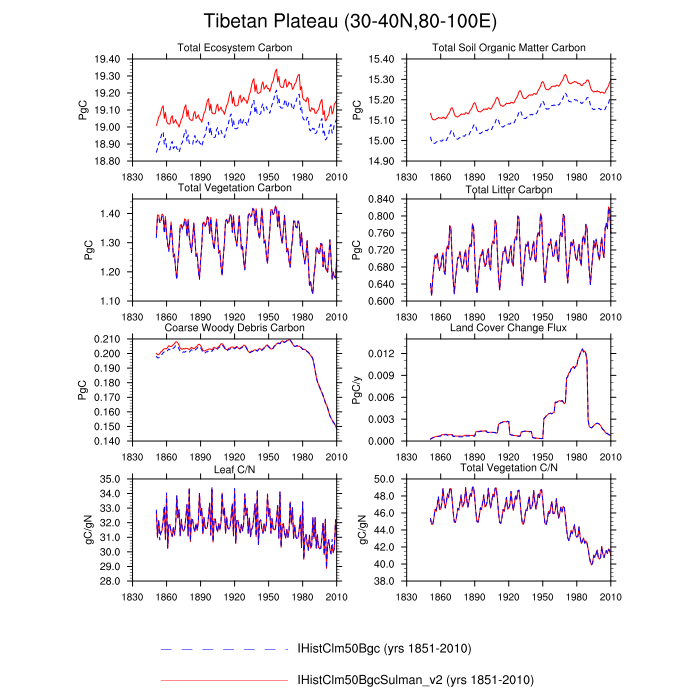 Tibetan Plateau (30-40N,80-100E)
Total Ecosystem Carbon
Total Soil Organic Matter Carbon
PgC
19.40
19.30
19.20
19.10
19.00
18.90
18.80
1830 1860 1890 1920 1950 1980 2010
PgC
15.40
15.30
15.20
15.10
15.00
14.90
1830 1860 1890 1920 1950 1980 2010
Total Vegetation Carbon
Total Litter Carbon
PgC
1.40
1.30
1.20
1.10
1830 1860 1890 1920 1950 1980 2010
PgC
0.840
0.800
0.760
0.720
0.680
0.640
0.600
1830 1860 1890 1920 1950 1980 2010
Coarse Woody Debris Carbon
Land Cover Change Flux
PgC
0.210
0.200
0.190
0.180
0.170
0.160
0.150
0.140
1830 1860 1890 1920 1950 1980 2010
PgC/y
0.012
0.009
0.006
0.003
0.000
1830 1860 1890 1920 1950 1980 2010
Leaf C/N
Total Vegetation C/N
gC/gN
35.0
34.0
33.0
32.0
31.0
30.0
29.0
28.0
1830 1860 1890 1920 1950 1980 2010
gC/gN
50.0
48.0
46.0
44.0
42.0
40.0
38.0
1830 1860 1890 1920 1950 1980 2010
IHistClm50Bgc (yrs 1851-2010)
IHistClm50BgcSulman_v2 (yrs 1851-2010)